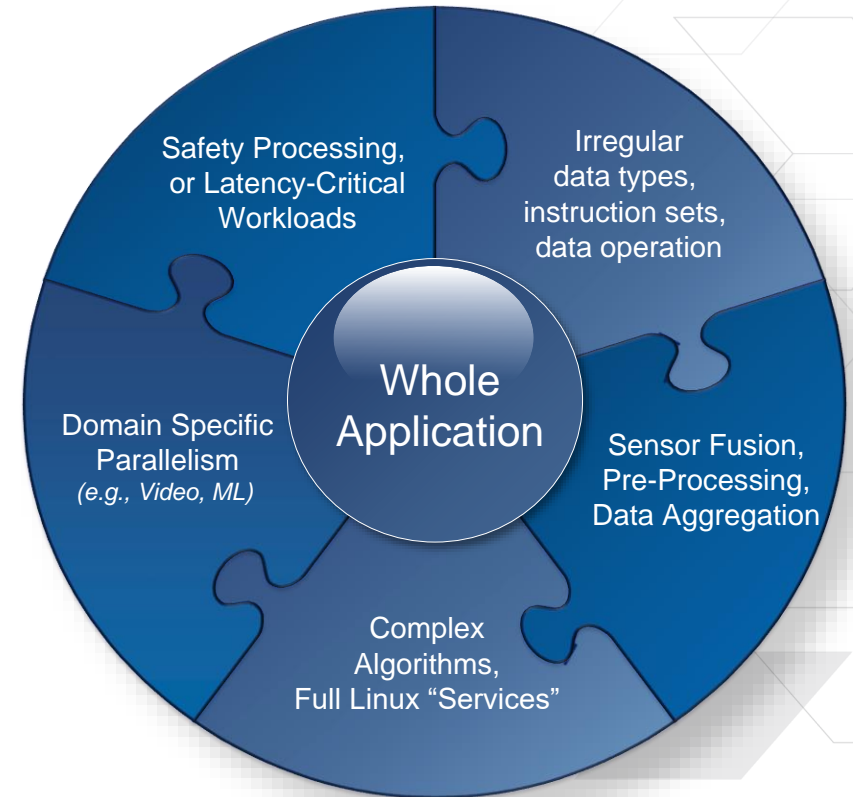 Safety Processing,
or Latency-Critical
Workloads
Irregular
data types,
instruction sets,
data operation
Whole
Application
Domain Specific
Parallelism
(e.g., Video, ML)
Sensor Fusion,
Pre-Processing,
Data Aggregation
Complex
Algorithms,
Full Linux “Services”